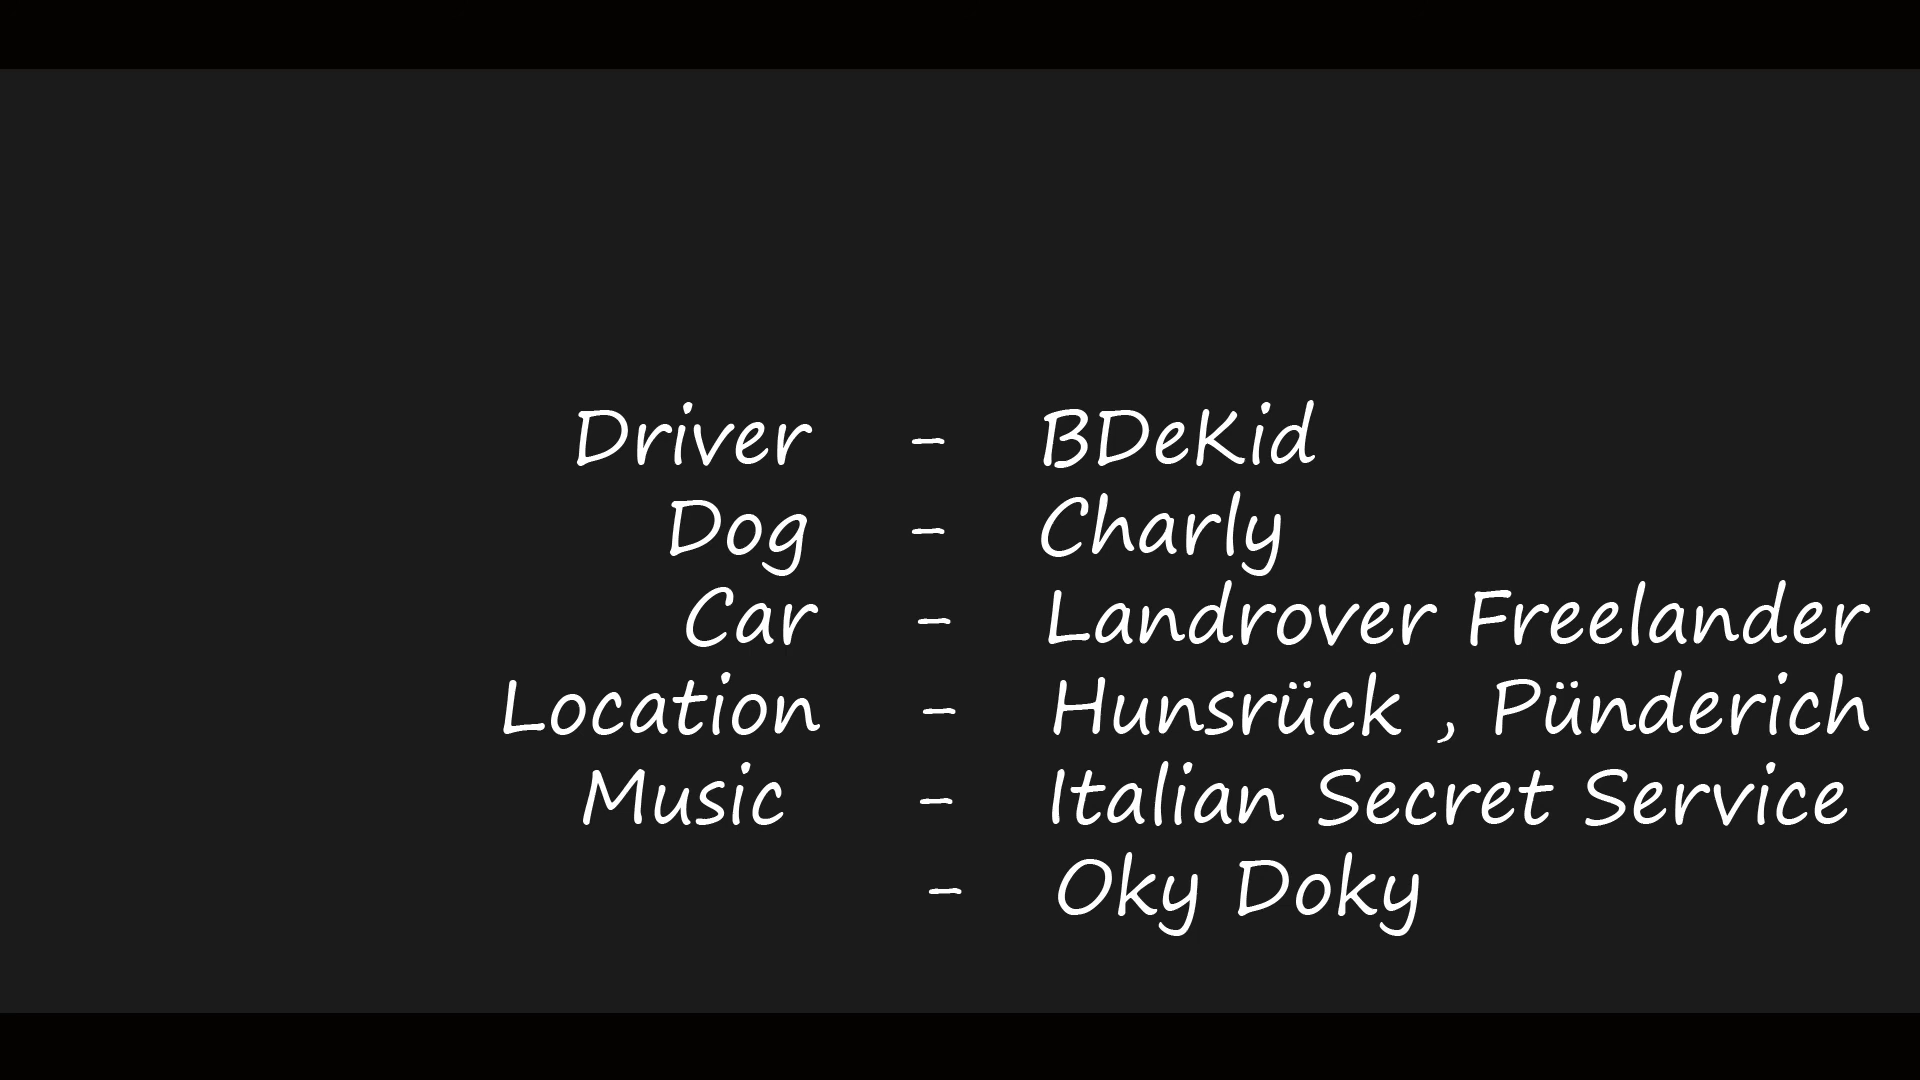 Driver - BDeKid
Dog - Charly
Car - Landrover Freelander
Location - Hunsrück , Pünderich
Music - Italian Secret Service
- Oky Doky